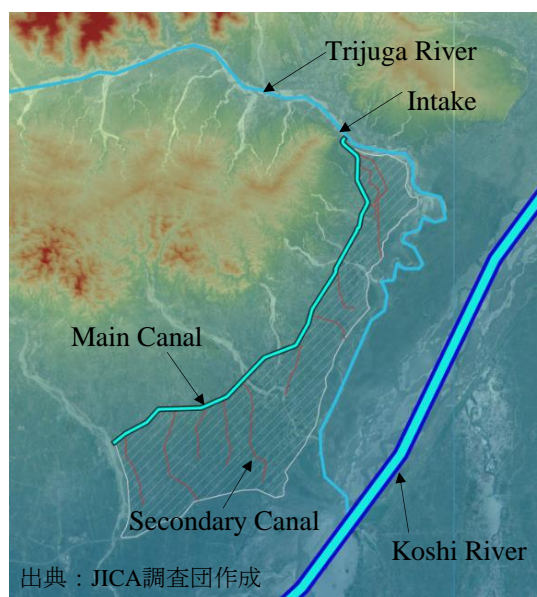 Trijuga River
Intake
Main Canal
Secondary Canal
Koshi River
出典：JICA調査団作成